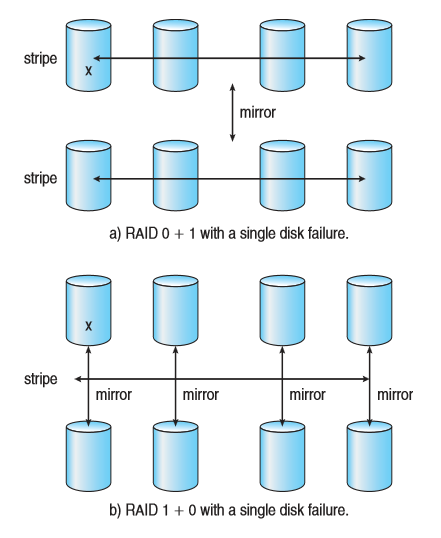 stripe
x
mirror
stripe
a) RAID 0 + 1 with a single disk failure.
x
stripe
mirror mirror mirror mirror
b) RAID 1 + 0 with a single disk failure.